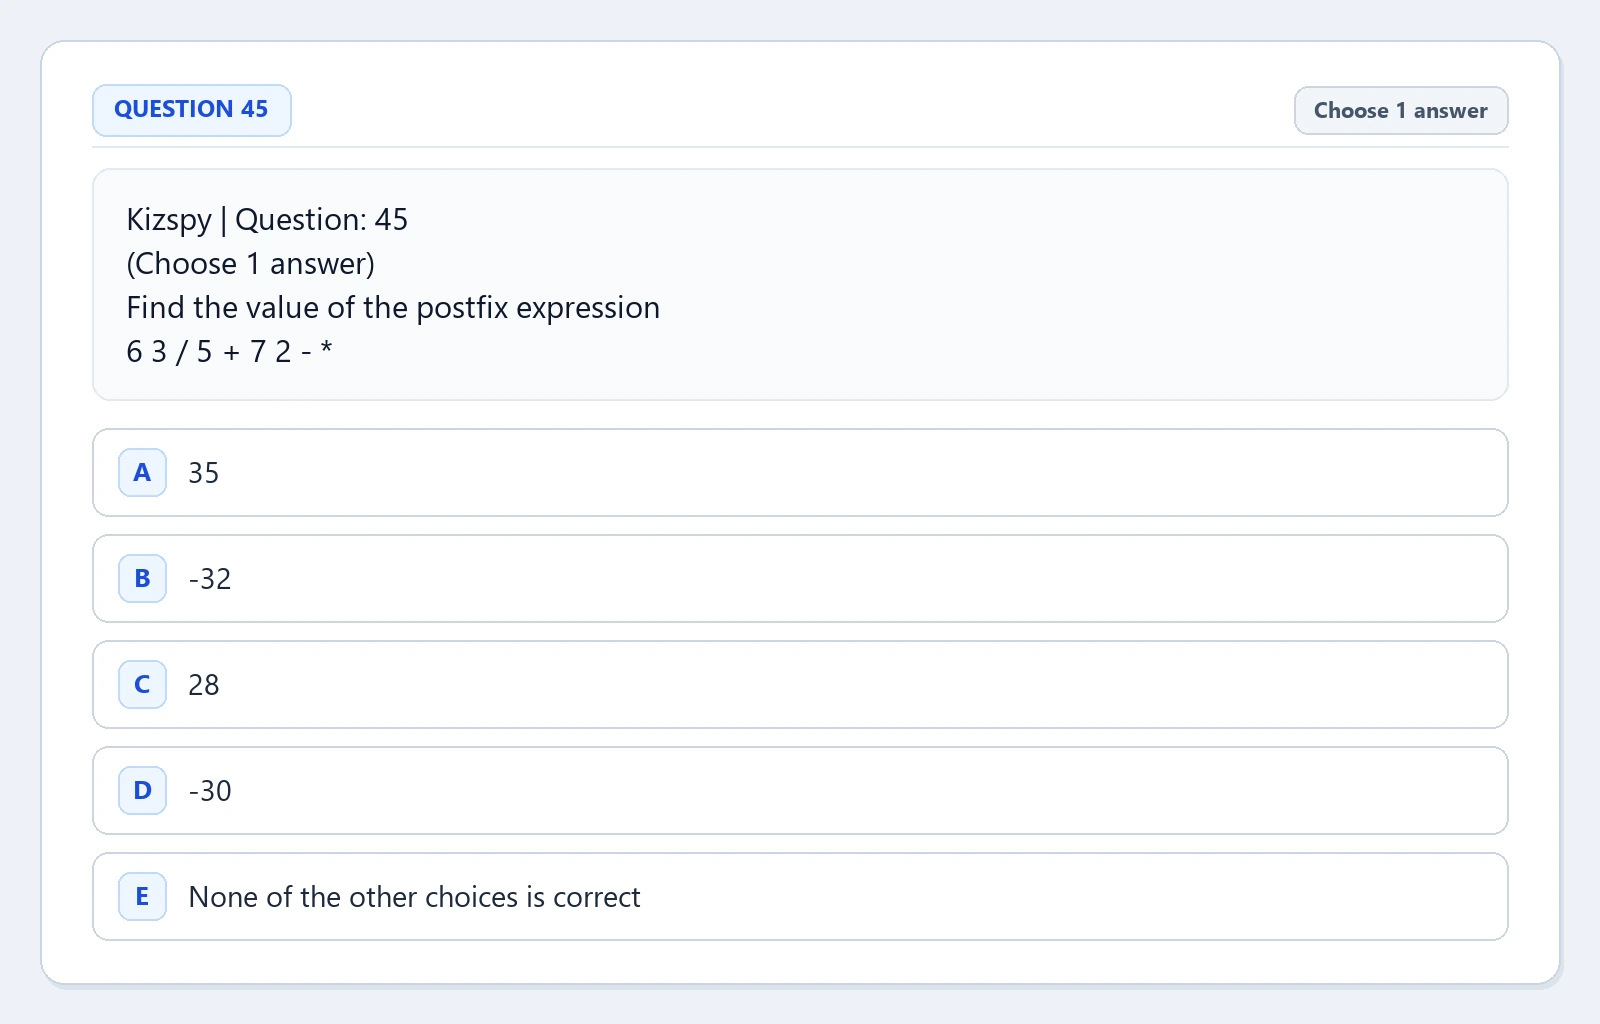 QUESTION 45
Choose 1 answer
Kizspy | Question: 45
(Choose 1 answer)
Find the value of the postfix expression
6 3 / 5 + 7 2 - *
A 35
B -32
C 28
D -30
E None of the other choices is correct